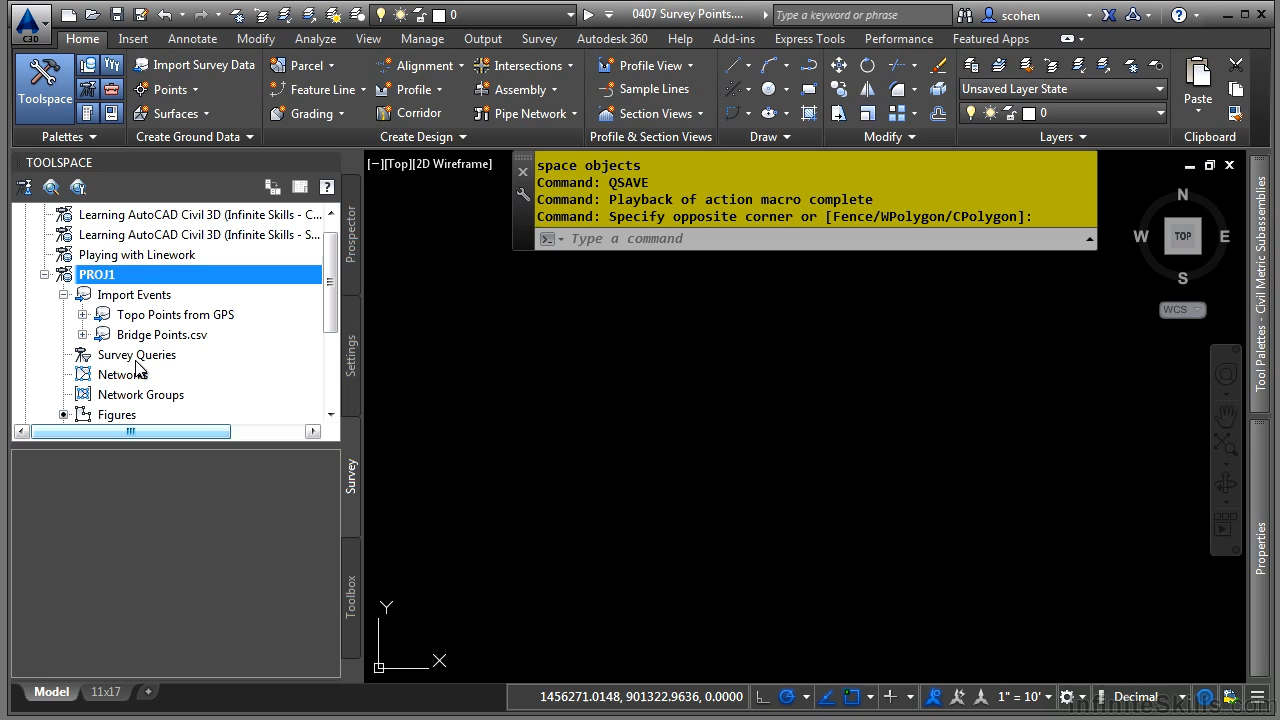 C3D
0
0407 Survey Points....
Type a keyword or phrase
scohen
Home
Insert
Annotate
Modify
Analyze
View
Manage
Output
Survey
Autodesk 360
Help
Add-ins
Express Tools
Performance
Featured Apps
Toolspace
Import Survey Data
Points
Surfaces
Parcel
Feature Line
Grading
Alignment
Profile
Corridor
Intersections
Assembly
Pipe Network
Profile View
Sample Lines
Section Views
Unsaved Layer State
0
Paste
Palettes
Create Ground Data
Create Design
Profile & Section Views
Draw
Modify
Layers
Clipboard
TOOLSPACE
Learning AutoCAD Civil 3D (Infinite Skills - C...
Learning AutoCAD Civil 3D (Infinite Skills - S...
Playing with Linework
PROJ1
Import Events
Topo Points from GPS
Bridge Points.csv
Survey Queries
Networks
Network Groups
Figures
Prospector
Settings
Survey
Toolbox
[−][Top][2D Wireframe]
space objects
Command: QSAVE
Command: Playback of action macro complete
Command: Specify opposite corner or [Fence/WPolygon/CPolygon]:
Type a command
N
W
TOP
E
S
WCS
Tool Palettes - Civil Metric Subassemblies
Properties
Y
X
Model
11x17
1456271.0148, 901322.9636, 0.0000
1" = 10'
Decimal
InfiniteSkills.com